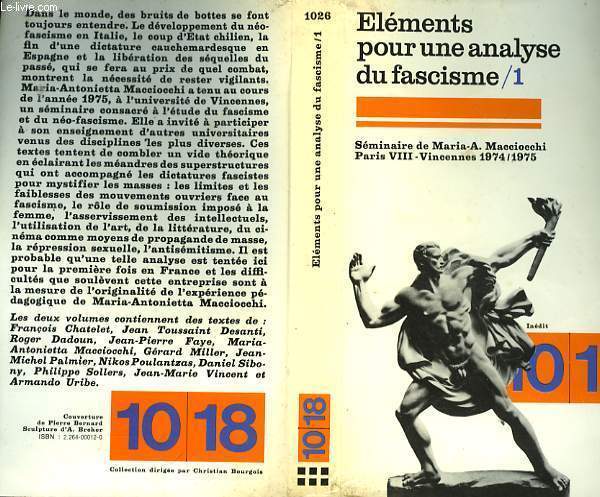 Dans le monde, des bruits de bottes se font
toujours entendre. Le développement du néo-
fascisme en Italie, le coup d'Etat chilien, la
fin d'une dictature cauchemardesque en
Espagne et la libération des séquelles du
passé, qui se fera au prix de quel combat,
montrent la nécessité de rester vigilants.
Maria-Antonietta Macciocchi a tenu au cours
de l'année 1975, à l'université de Vincennes,
un séminaire consacré à l'étude du fascisme
et du néo-fascisme. Elle a invité à participer
à son enseignement d'autres universitaires
venus des disciplines les plus diverses. Ces
textes tentent de combler un vide théorique
en éclairant les méandres des superstructures
qui ont accompagné les dictatures fascistes
pour mystifier les masses : les limites et les
faiblesses des mouvements ouvriers face au
fascisme, le rôle de soumission imposé à la
femme, l'asservissement des intellectuels,
l'utilisation de l'art, de la littérature, du ci-
néma comme moyens de propagande de masse,
la répression sexuelle, l'antisémitisme. Il est
probable qu'une telle analyse est tentée ici
pour la première fois en France et les diffi-
cultés que soulèvent cette entreprise sont à
la mesure de l'originalité de l'expérience pé-
dagogique de Maria-Antonietta Macciocchi.
Les deux volumes contiennent des textes de :
François Chatelet, Jean Toussaint Desanti,
Roger Dadoun, Jean-Pierre Faye, Maria-
Antonietta Macciocchi, Gérard Miller, Jean-
Michel Palmier, Nikos Poulantzas, Daniel Sibo-
ny, Philippe Sollers, Jean-Marie Vincent et
Armando Uribe.
Couverture
de Pierre Bernard
Sculpture d'A. Breker
ISBN : 2.264-00012-0
10 18
Collection dirigée par Christian Bourgois
1026
Eléments pour une analyse du fascisme/1
10 18
Eléments
pour une analyse
du fascisme/1
Séminaire de Maria-A. Macciocchi
Paris VIII-Vincennes 1974/1975
Inédit
10 1